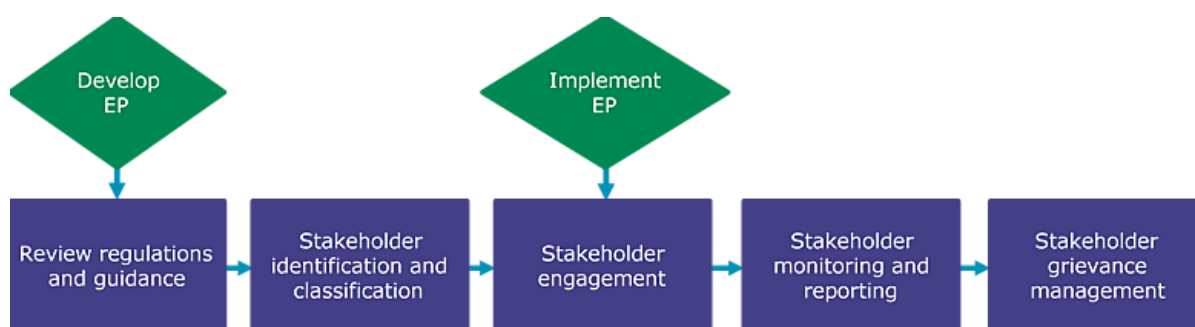 Develop
EP
Implement
EP
Review regulations
and guidance
Stakeholder
identification and
classification
Stakeholder
engagement
Stakeholder
monitoring and
reporting
Stakeholder
grievance
management